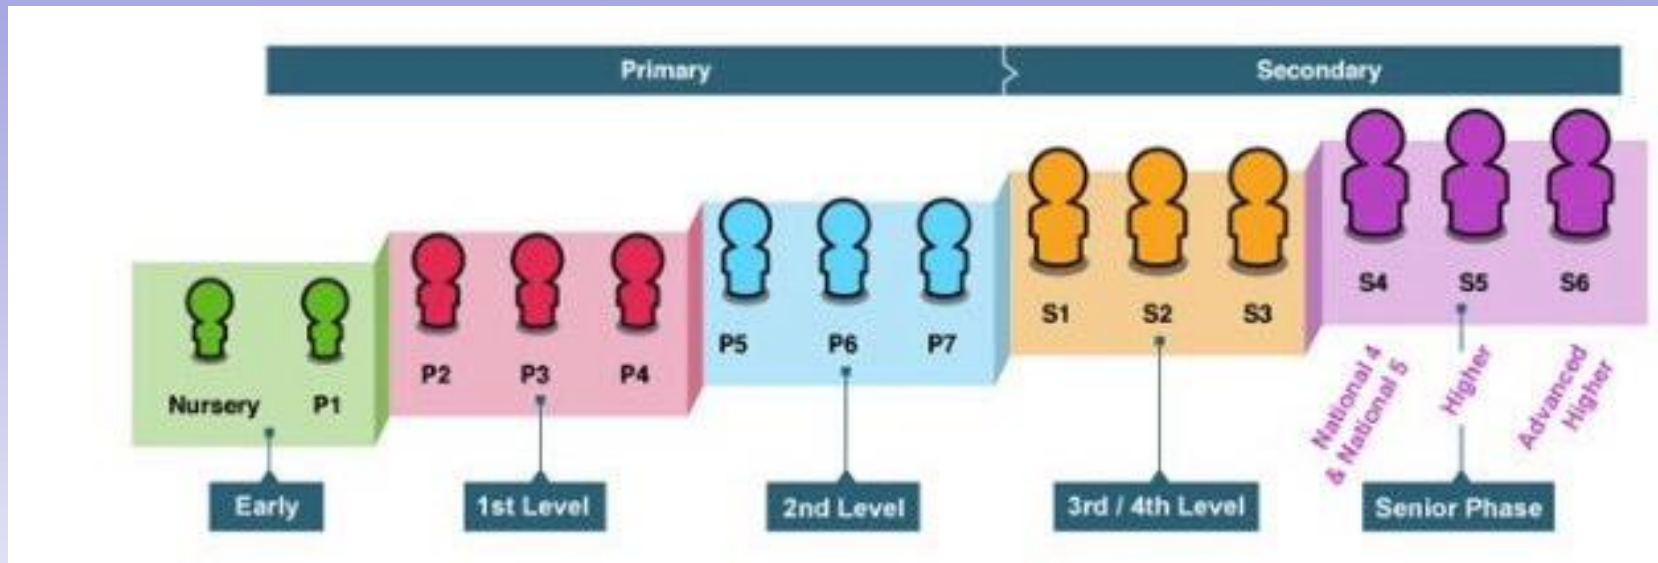 Primary
Secondary
Nursery
P1
P2
P3
P4
P5
P6
P7
S1
S2
S3
S4
S5
S6
National 4
& National 5
Higher
Advanced
Higher
Early
1st Level
2nd Level
3rd / 4th Level
Senior Phase